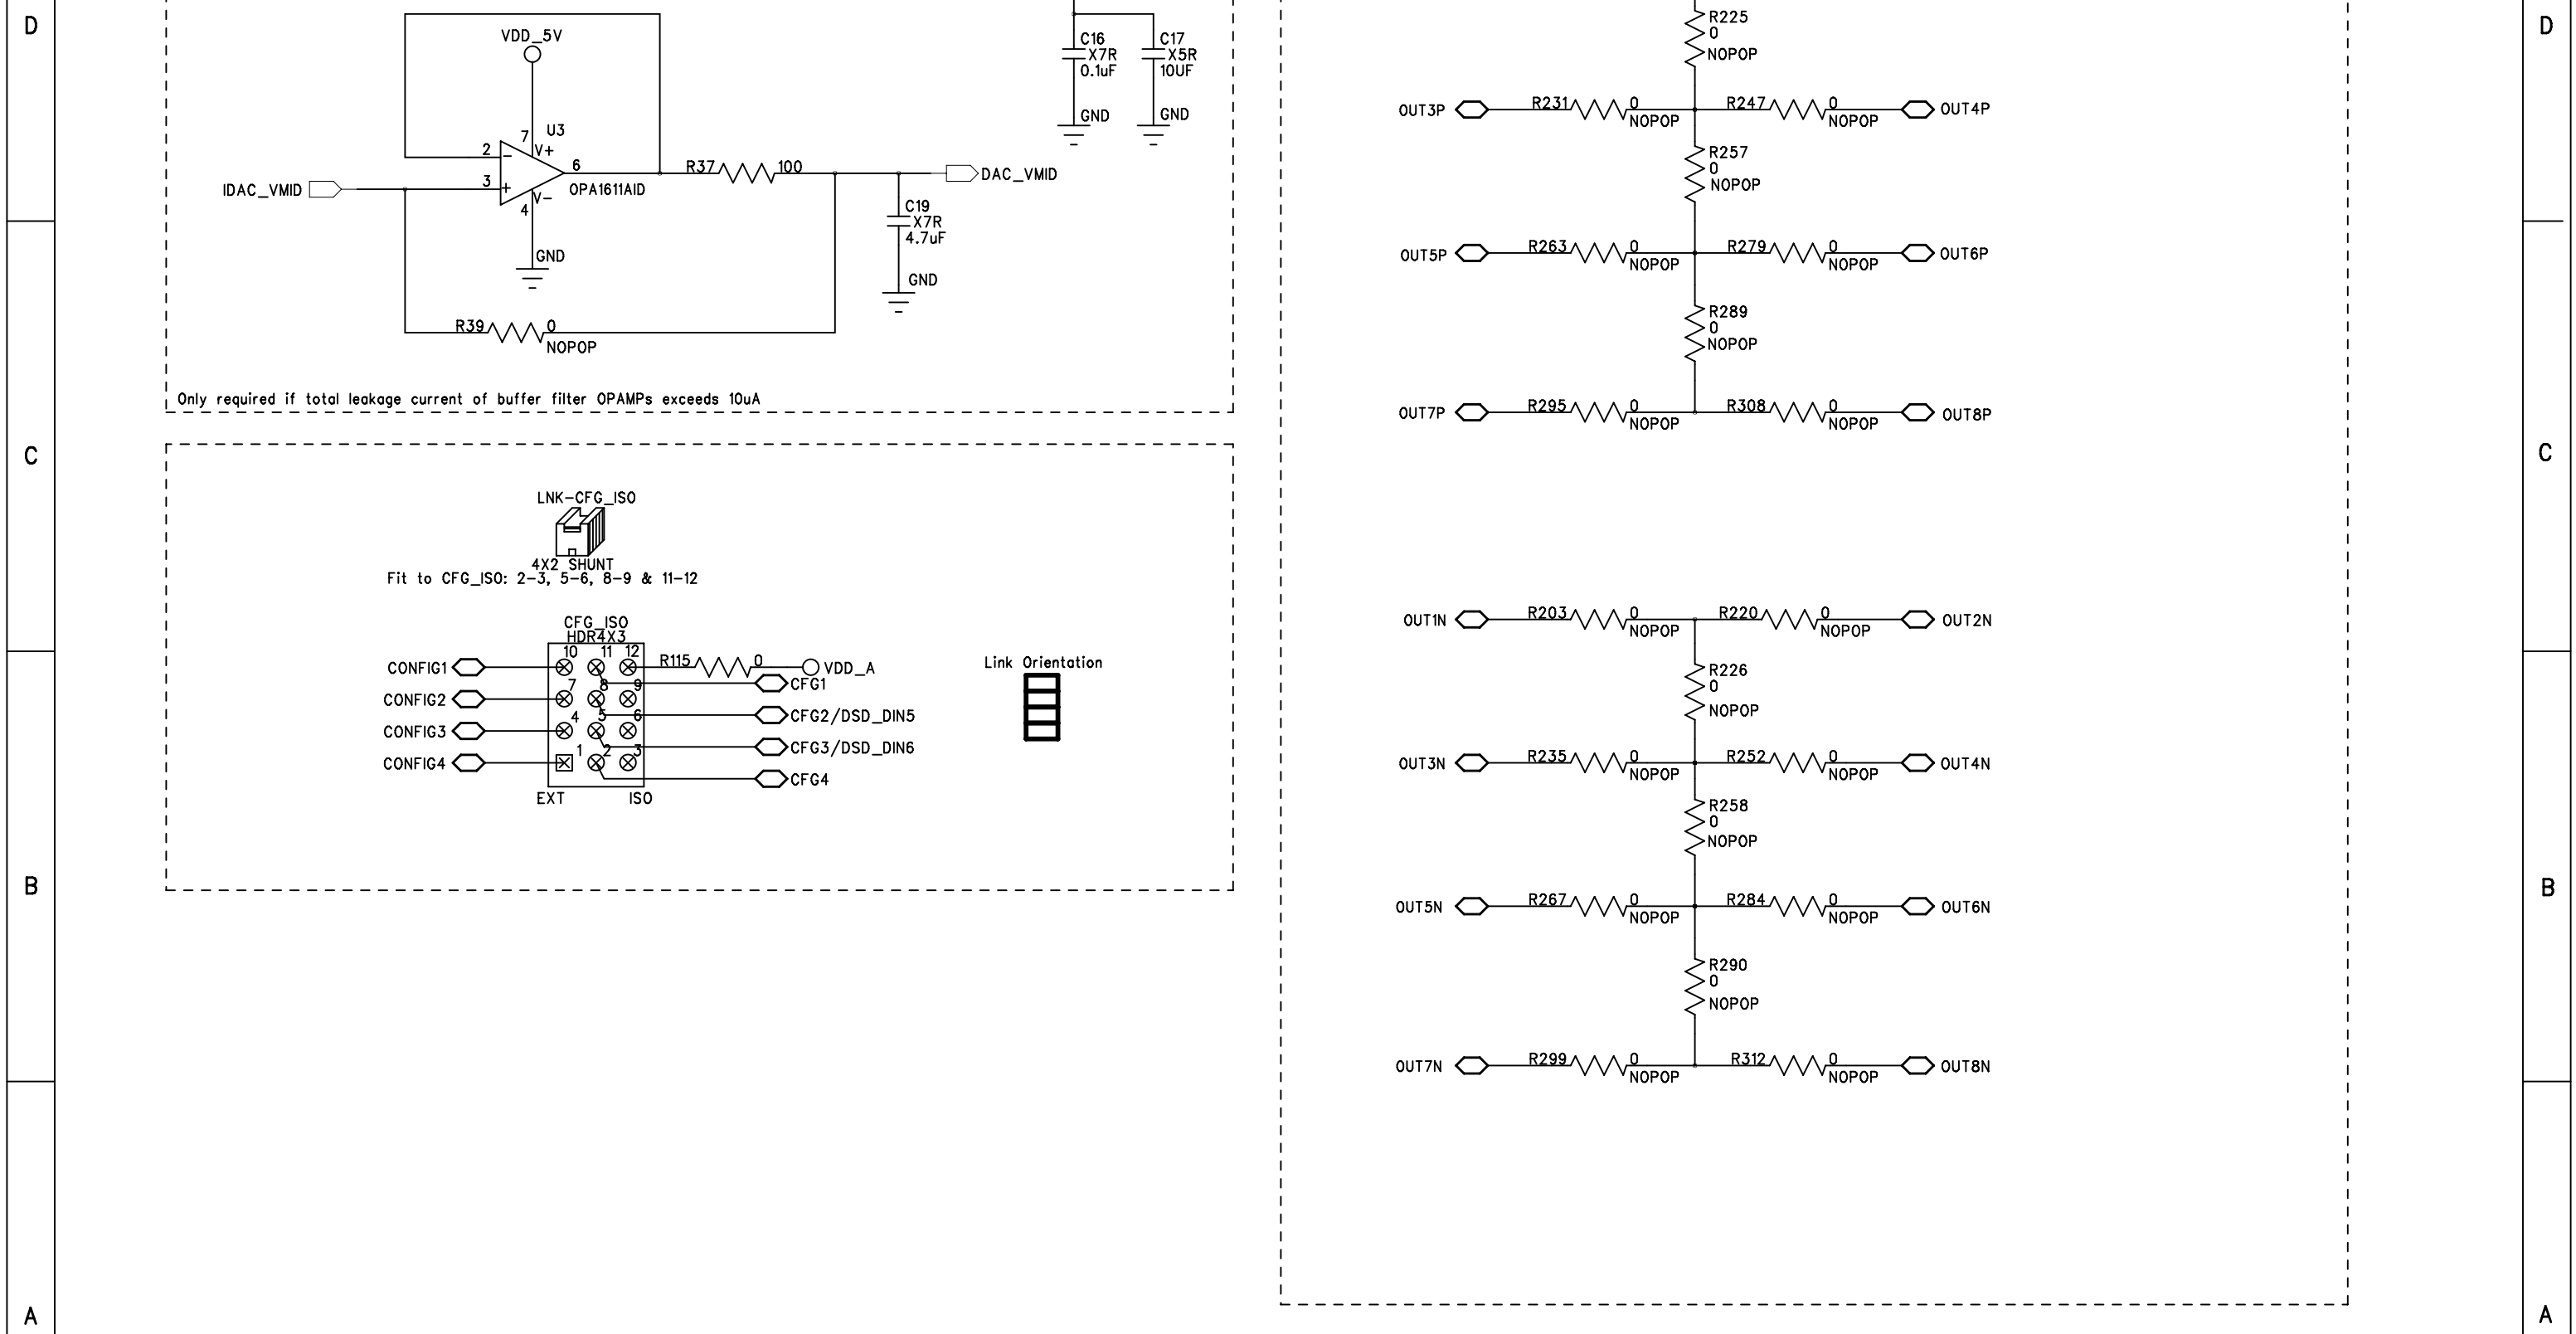 D
VDD_5V
7
U3
V+
2
-
6
3
+
OPA1611AID
IDAC_VMID
V-
4
GND
R37
100
DAC_VMID
C19
X7R
4.7uF
GND
R39
0
NOPOP
C16
X7R
0.1uF
GND
C17
X5R
10UF
GND
Only required if total leakage current of buffer filter OPAMPs exceeds 10uA
C
LNK-CFG_ISO
4X2 SHUNT
Fit to CFG_ISO: 2-3, 5-6, 8-9 & 11-12
CFG_ISO
HDR4X3
10 11 12
CONFIG1
R115
0
VDD_A
CFG1
7 8 9
CONFIG2
CFG2/DSD_DIN5
4 5 6
CONFIG3
CFG3/DSD_DIN6
1 2 3
CONFIG4
CFG4
EXT
ISO
Link Orientation
B
A
R225
0
NOPOP
OUT3P
R231
0
NOPOP
R247
0
NOPOP
OUT4P
R257
0
NOPOP
OUT5P
R263
0
NOPOP
R279
0
NOPOP
OUT6P
R289
0
NOPOP
OUT7P
R295
0
NOPOP
R308
0
NOPOP
OUT8P
OUT1N
R203
0
NOPOP
R220
0
NOPOP
OUT2N
R226
0
NOPOP
OUT3N
R235
0
NOPOP
R252
0
NOPOP
OUT4N
R258
0
NOPOP
OUT5N
R267
0
NOPOP
R284
0
NOPOP
OUT6N
R290
0
NOPOP
OUT7N
R299
0
NOPOP
R312
0
NOPOP
OUT8N
D
C
B
A